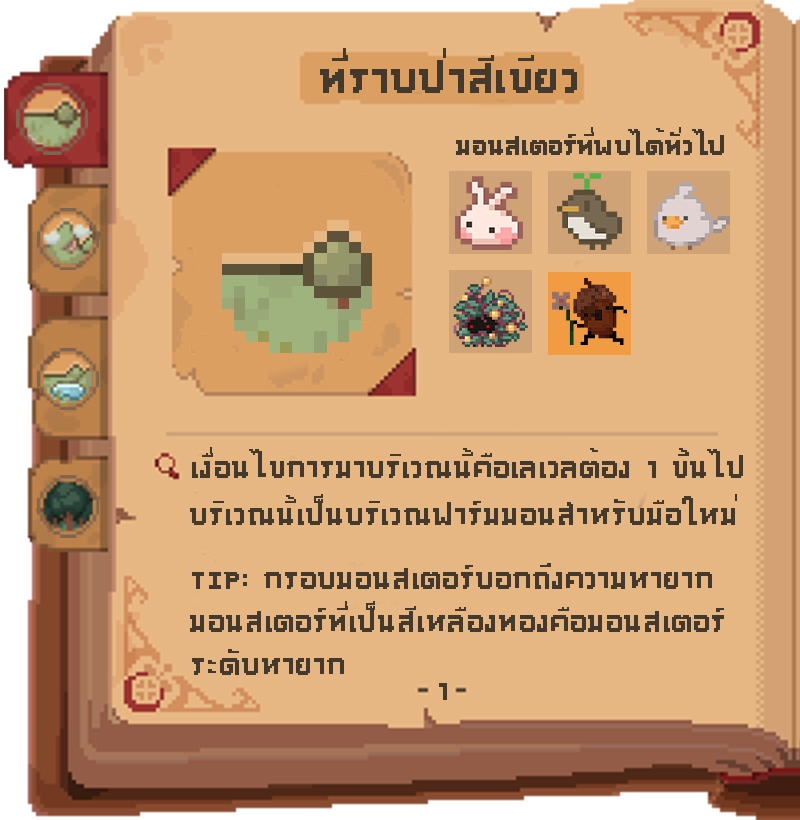 ที่ราบป่าสีเขียว
มอนสเตอร์ที่พบได้ทั่วไป
เงื่อนไขการมาบริเวณนี้คือเลเวลต้อง 1 ขึ้นไป
บริเวณนี้เป็นบริเวณฟาร์มมอนสำหรับมือใหม่
TIP: กรอบมอนสเตอร์บอกถึงความหายาก
มอนสเตอร์ที่เป็นสีเหลืองทองคือมอนสเตอร์
ระดับหายาก
-1-